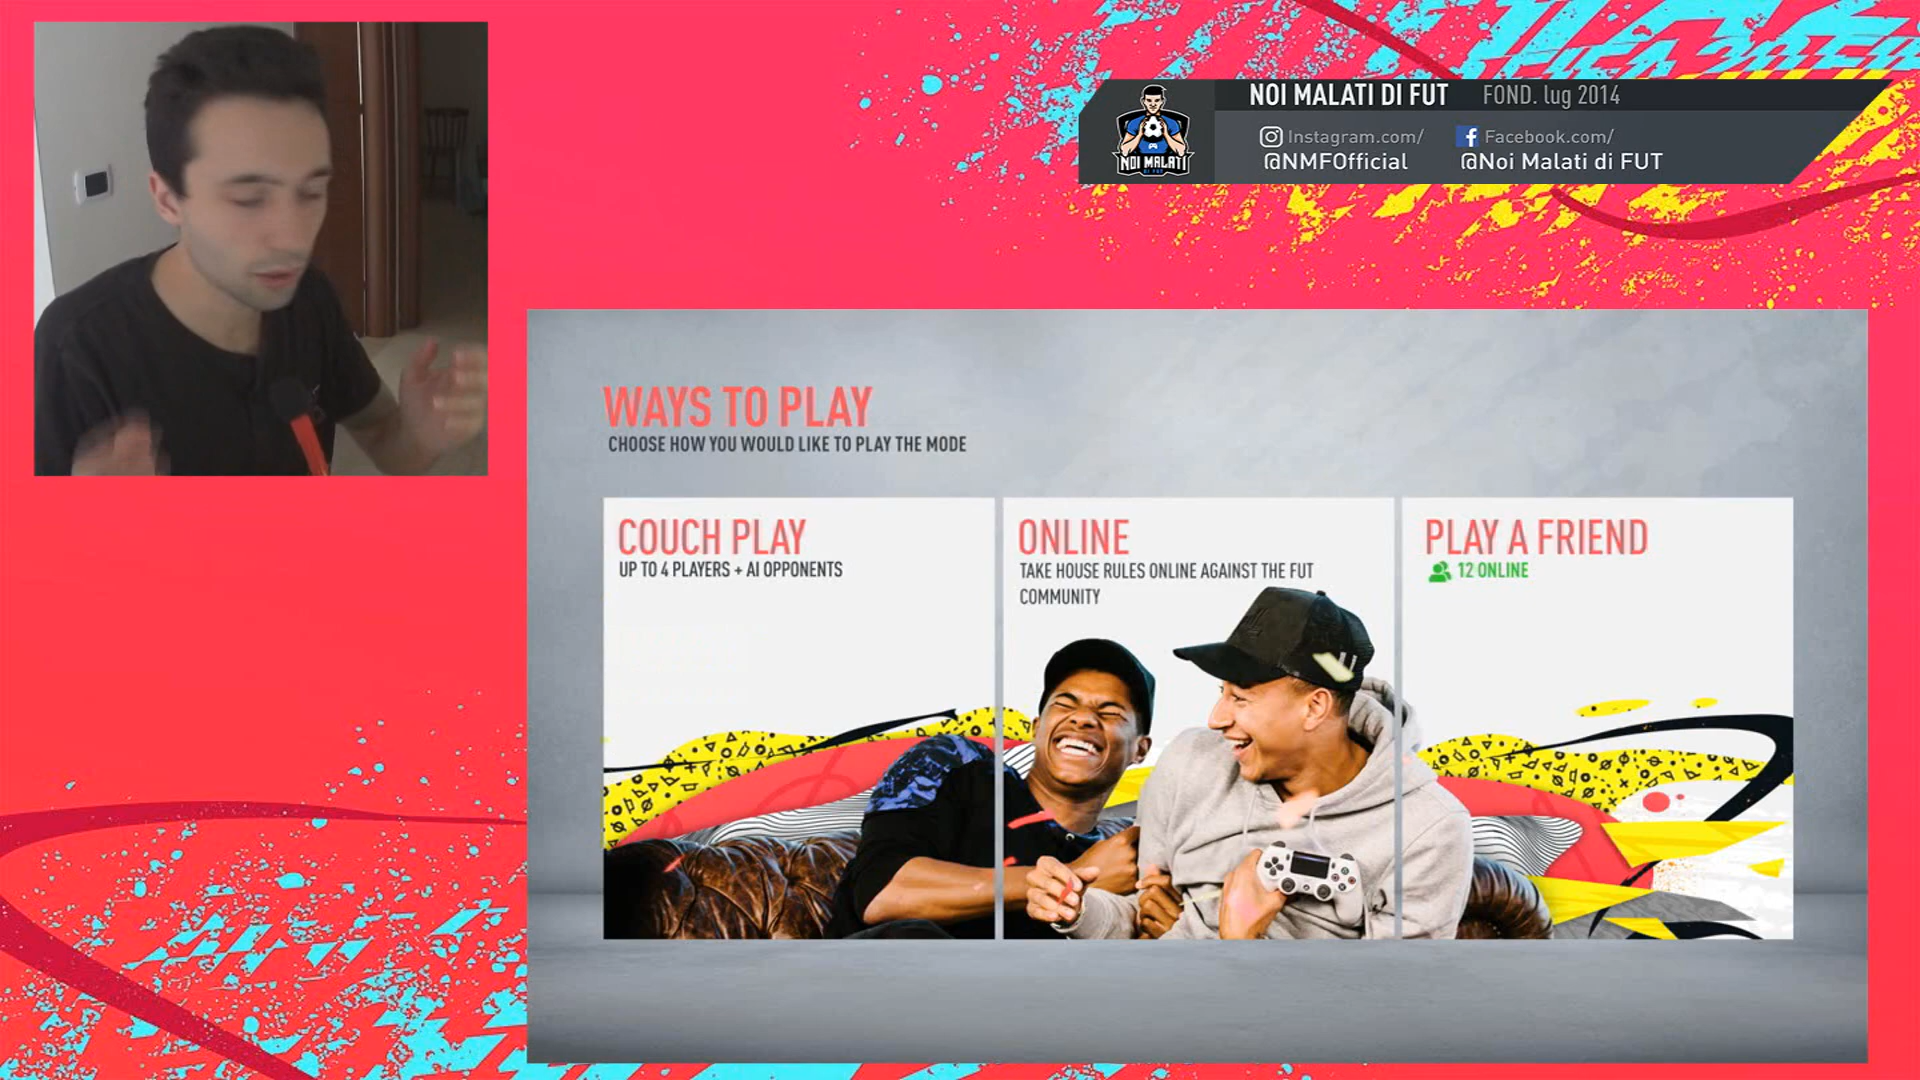 NOI MALATI DI FUT FOND. lug 2014
Instagram.com/ Facebook.com/
@NMFOfficial @Noi Malati di FUT
NOI MALATI
DI FUT
WAYS TO PLAY
CHOOSE HOW YOU WOULD LIKE TO PLAY THE MODE
COUCH PLAY
UP TO 4 PLAYERS + AI OPPONENTS
ONLINE
TAKE HOUSE RULES ONLINE AGAINST THE FUT
COMMUNITY
PLAY A FRIEND
12 ONLINE